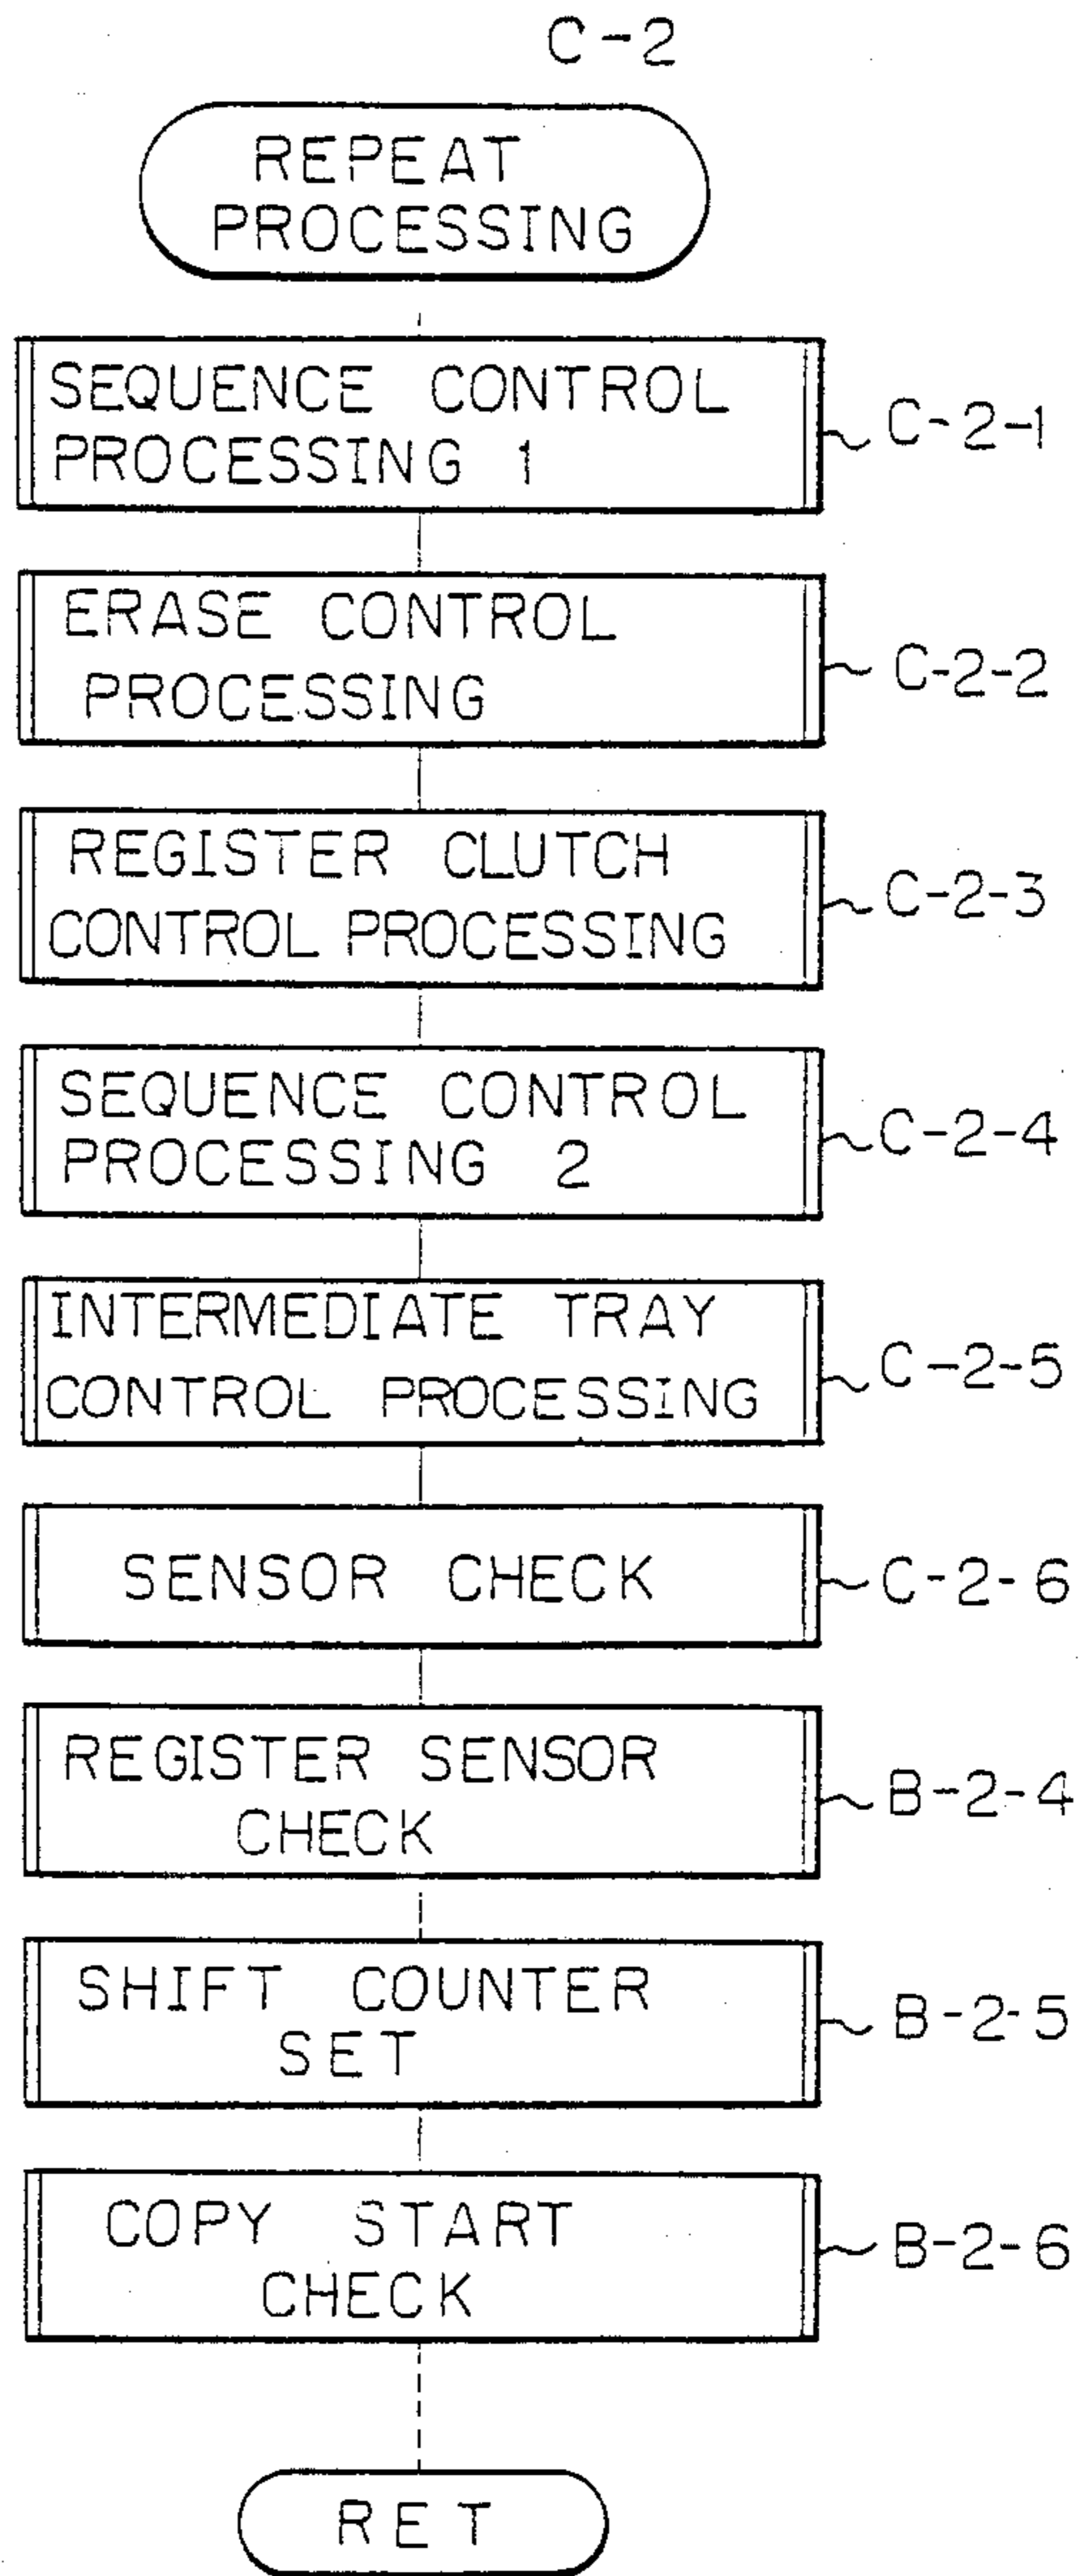 C-2
REPEAT
PROCESSING
SEQUENCE CONTROL
PROCESSING 1
C-2-1
ERASE CONTROL
PROCESSING
C-2-2
REGISTER CLUTCH
CONTROL PROCESSING
C-2-3
SEQUENCE CONTROL
PROCESSING 2
C-2-4
INTERMEDIATE TRAY
CONTROL PROCESSING
C-2-5
SENSOR CHECK
C-2-6
REGISTER SENSOR
CHECK
B-2-4
SHIFT COUNTER
SET
B-2-5
COPY START
CHECK
B-2-6
RET